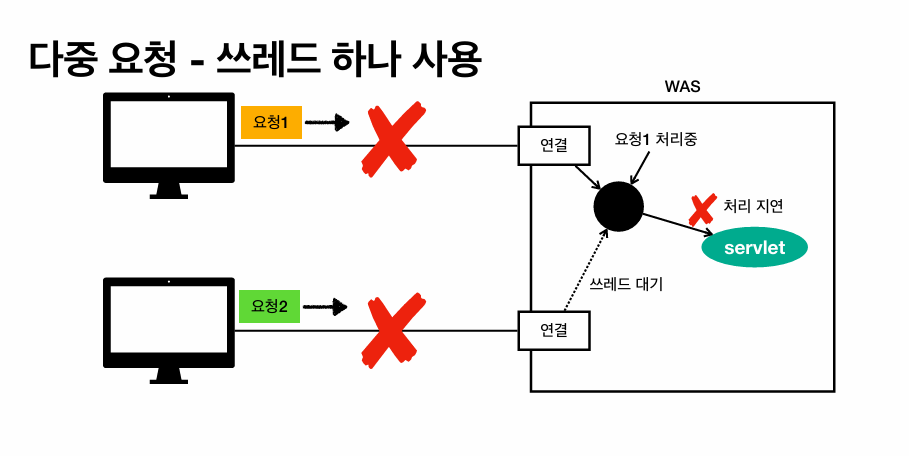 다중 요청 - 쓰레드 하나 사용
WAS
요청1
연결
요청1 처리중
처리 지연
servlet
쓰레드 대기
요청2
연결